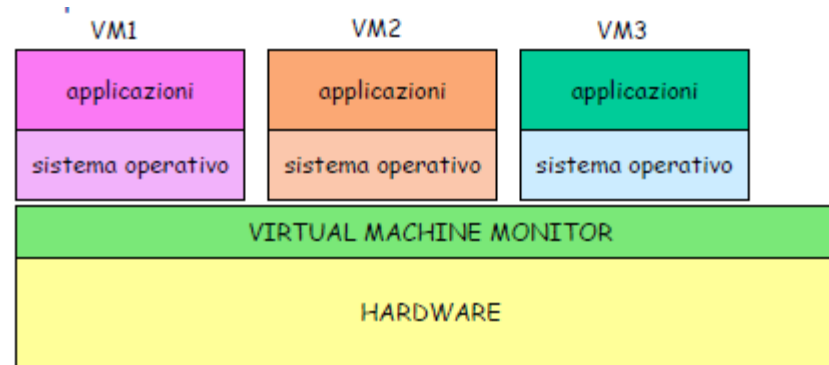 VM1 VM2 VM3
applicazioni applicazioni applicazioni
sistema operativo sistema operativo sistema operativo
VIRTUAL MACHINE MONITOR
HARDWARE